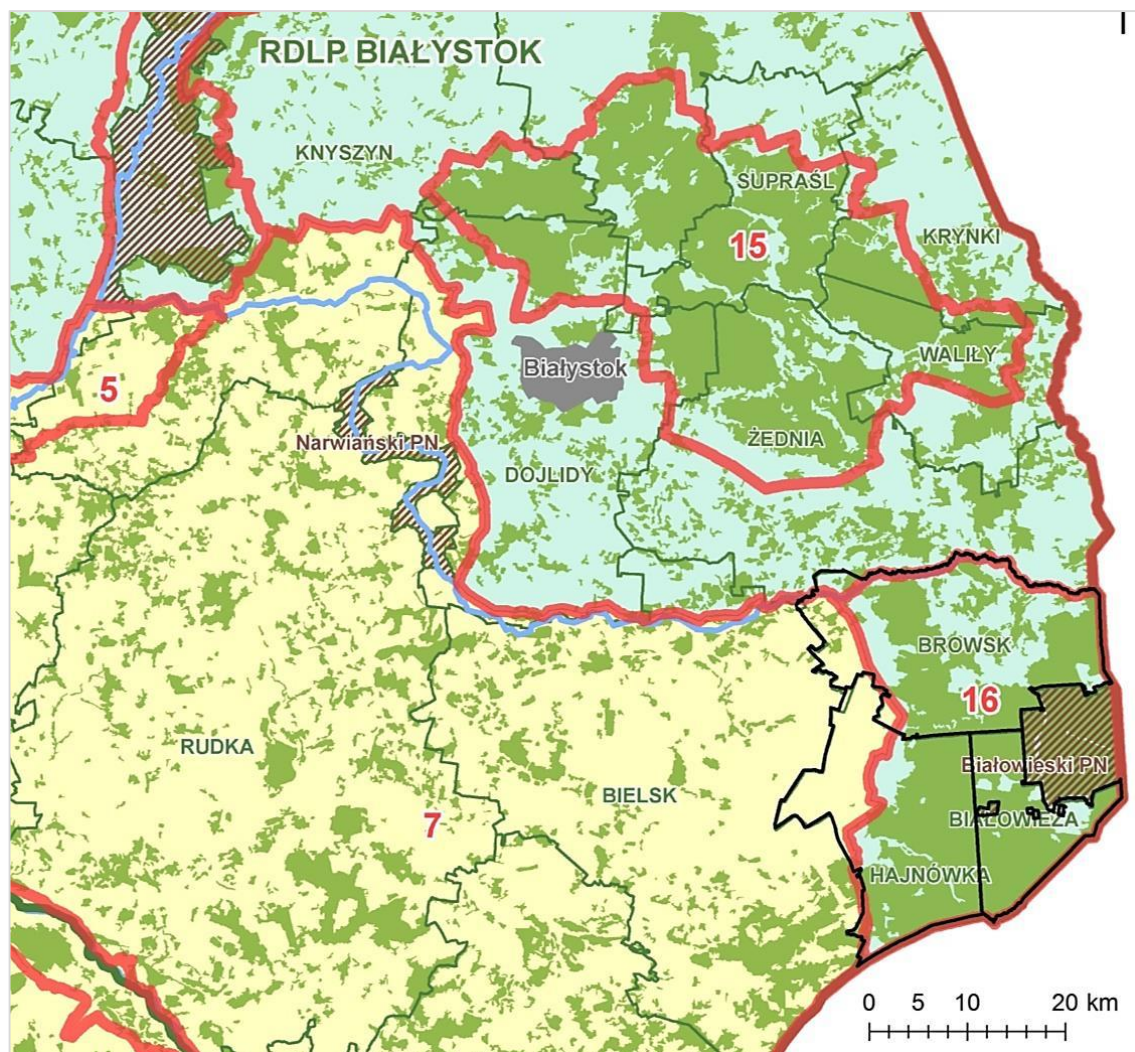 RDLP BIAŁYSTOK
KNYSZYN
SUPRAŚL
15
KRYNKI
WALIŁY
5
Białystok
Narwiański PN
DOJLIDY
ŻEDNIA
BROWSK
16
RUDKA
Białowieski PN
BIELSK
7
BIAŁOWIEŻA
HAJNÓWKA
0 5 10 20 km